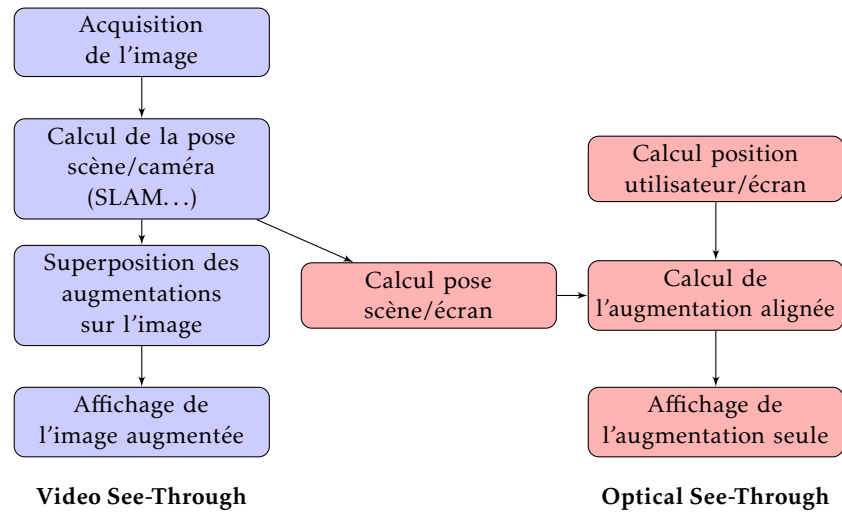 Acquisition
de l'image
Calcul de la pose
scène/caméra
(SLAM...)
Superposition des
augmentations
sur l'image
Affichage de
l'image augmentée
Video See-Through
Calcul pose
scène/écran
Calcul position
utilisateur/écran
Calcul de
l'augmentation alignée
Affichage de
l'augmentation seule
Optical See-Through